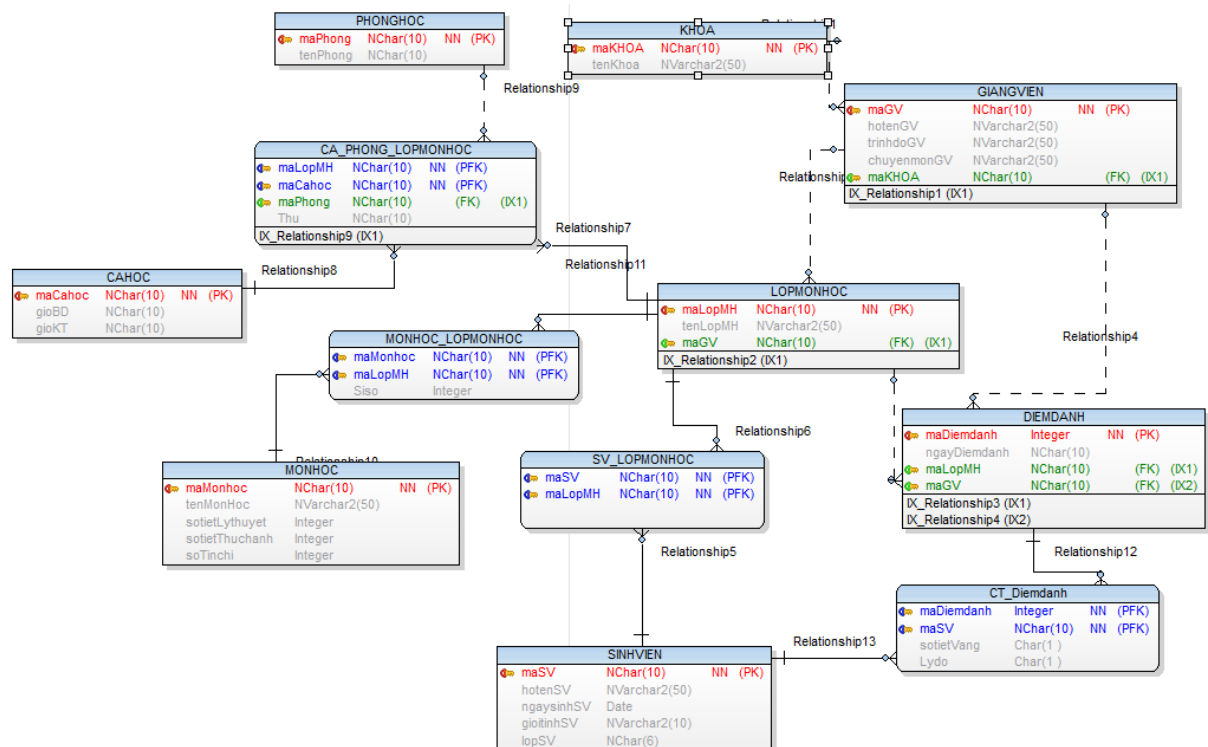 PHONGHOC
maPhong NChar(10) NN (PK)
tenPhong NChar(10)
KHOA
maKHOA NChar(10) NN (PK)
tenKhoa NVarchar2(50)
Relationship9
GIANGVIEN
maGV NChar(10) NN (PK)
hotenGV NVarchar2(50)
trinhdoGV NVarchar2(50)
chuyenmonGV NVarchar2(50)
maKHOA NChar(10) (FK) (IX1)
IX_Relationship1 (IX1)
CA_PHONG_LOPMONHOC
maLopMH NChar(10) NN (PFK)
maCahoc NChar(10) NN (PFK)
maPhong NChar(10) (FK) (IX1)
Thu NChar(10)
IX_Relationship9 (IX1)
Relationship7
Relationship8
Relationship11
CAHOC
maCahoc NChar(10) NN (PK)
gioBD NChar(10)
gioKT NChar(10)
LOPMONHOC
maLopMH NChar(10) NN (PK)
tenLopMH NVarchar2(50)
maGV NChar(10) (FK) (IX1)
IX_Relationship2 (IX1)
Relationship4
MONHOC_LOPMONHOC
maMonhoc NChar(10) NN (PFK)
maLopMH NChar(10) NN (PFK)
Siso Integer
DIEMDANH
maDiemdanh Integer NN (PK)
ngayDiemdanh NChar(10)
maLopMH NChar(10) (FK) (IX1)
maGV NChar(10) (FK) (IX2)
IX_Relationship3 (IX1)
IX_Relationship4 (IX2)
Relationship6
Relationship10
MONHOC
maMonhoc NChar(10) NN (PK)
tenMonHoc NVarchar2(50)
sotietLythuyet Integer
sotietThuchanh Integer
soTinchi Integer
SV_LOPMONHOC
maSV NChar(10) NN (PFK)
maLopMH NChar(10) NN (PFK)
Relationship5
Relationship12
CT_Diemdanh
maDiemdanh Integer NN (PFK)
maSV NChar(10) NN (PFK)
sotietVang Char(1 )
Lydo Char(1 )
Relationship13
SINHVIEN
maSV NChar(10) NN (PK)
hotenSV NVarchar2(50)
ngaysinhSV Date
gioitinhSV NVarchar2(10)
lopSV NChar(6)